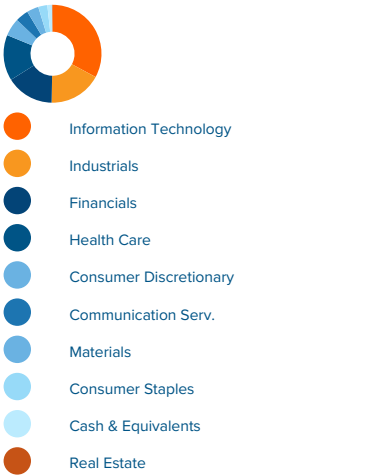 Information Technology
Industrials
Financials
Health Care
Consumer Discretionary
Communication Serv.
Materials
Consumer Staples
Cash & Equivalents
Real Estate